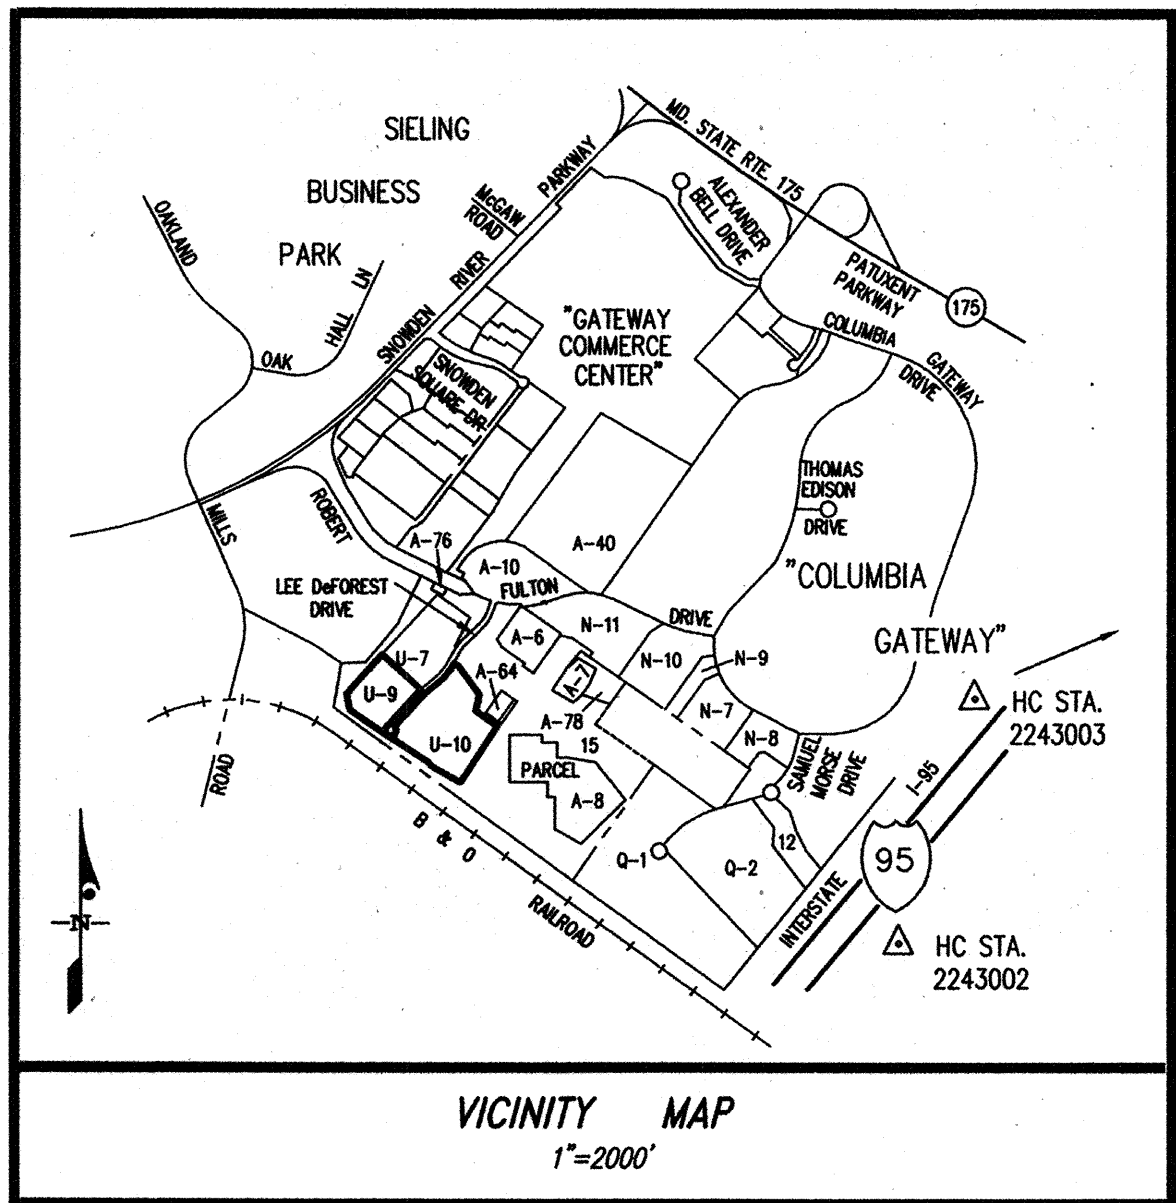 SIELING
BUSINESS
PARK
McGAW
ROAD
SNOWDEN RIVER PARKWAY
MD. STATE RTE. 175
ALEXANDER
BELL DRIVE
PATUXENT
PARKWAY
175
COLUMBIA GATEWAY
DRIVE
OAKLAND
MILLS
ROAD
OAK HALL LN
"GATEWAY
COMMERCE
CENTER"
SNOWDEN
SQUARE DR
THOMAS
EDISON
DRIVE
ROBERT
FULTON
DRIVE
A-76
A-10
A-40
"COLUMBIA
GATEWAY"
LEE DeFOREST
DRIVE
A-6
N-11
N-10
N-9
U-7
A-64
A-7
U-9
N-7
A-78
N-8
U-10
15
PARCEL
A-8
SAMUEL
MORSE
DRIVE
12
Q-1
Q-2
HC STA.
2243003
I-95
95
INTERSTATE
B & O
RAILROAD
N
HC STA.
2243002
VICINITY MAP
1"=2000'